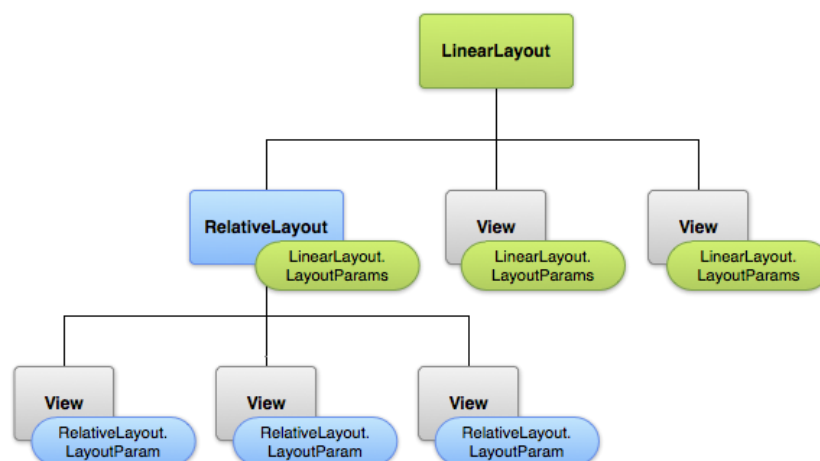 LinearLayout
RelativeLayout
LinearLayout.
LayoutParams
View
LinearLayout.
LayoutParams
View
LinearLayout.
LayoutParams
View
RelativeLayout.
LayoutParam
View
RelativeLayout.
LayoutParam
View
RelativeLayout.
LayoutParam